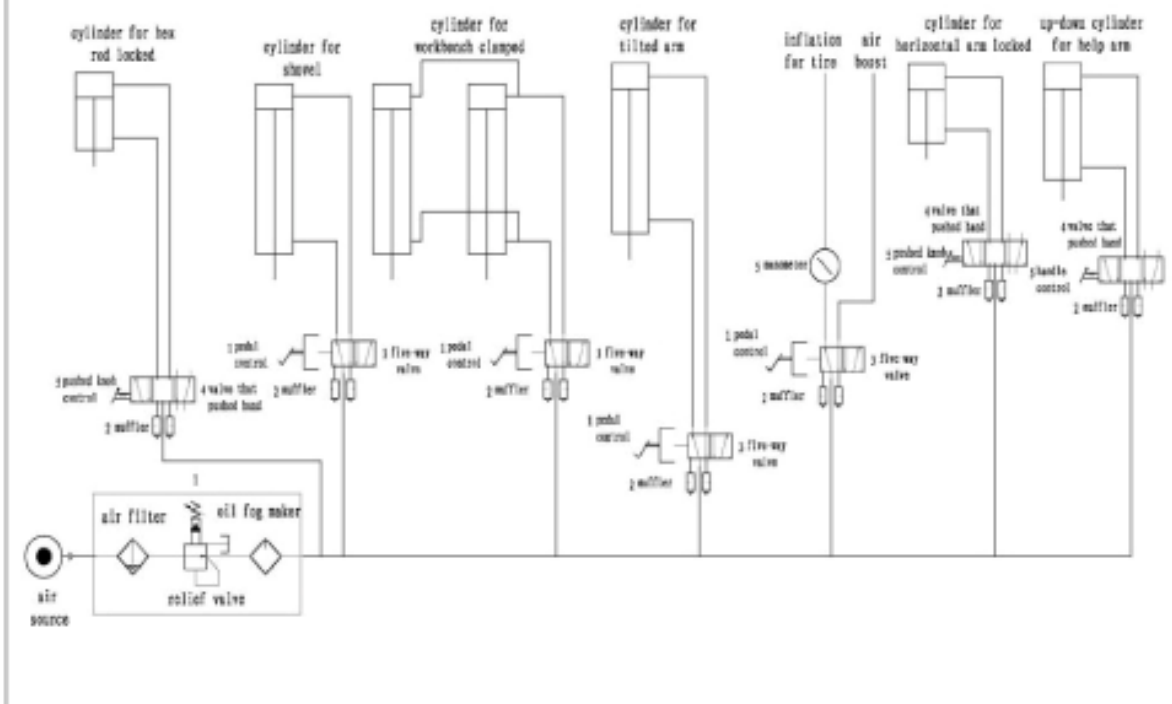 cylinder for hex
rod locked
cylinder for
shovel
cylinder for
workbench clamped
cylinder for
tilted arm
inflation
for tire
air
boost
cylinder for
horizontal arm locked
up-down cylinder
for help arm
4 valve that
pushed hand
5 pushed knob
control
2 muffler
4 valve that
pushed hand
handle
control
2 muffler
5 manometer
1 pedal
control
3 five-way
valve
2 muffler
1 pedal
control
3 five-way
valve
2 muffler
1 pedal
control
3 five way
valve
2 muffler
5 pushed knob
control
4 valve that
pushed hand
2 muffler
1 pedal
control
3 five-way
valve
2 muffler
1
air filter
oil fog maker
relief valve
air
source